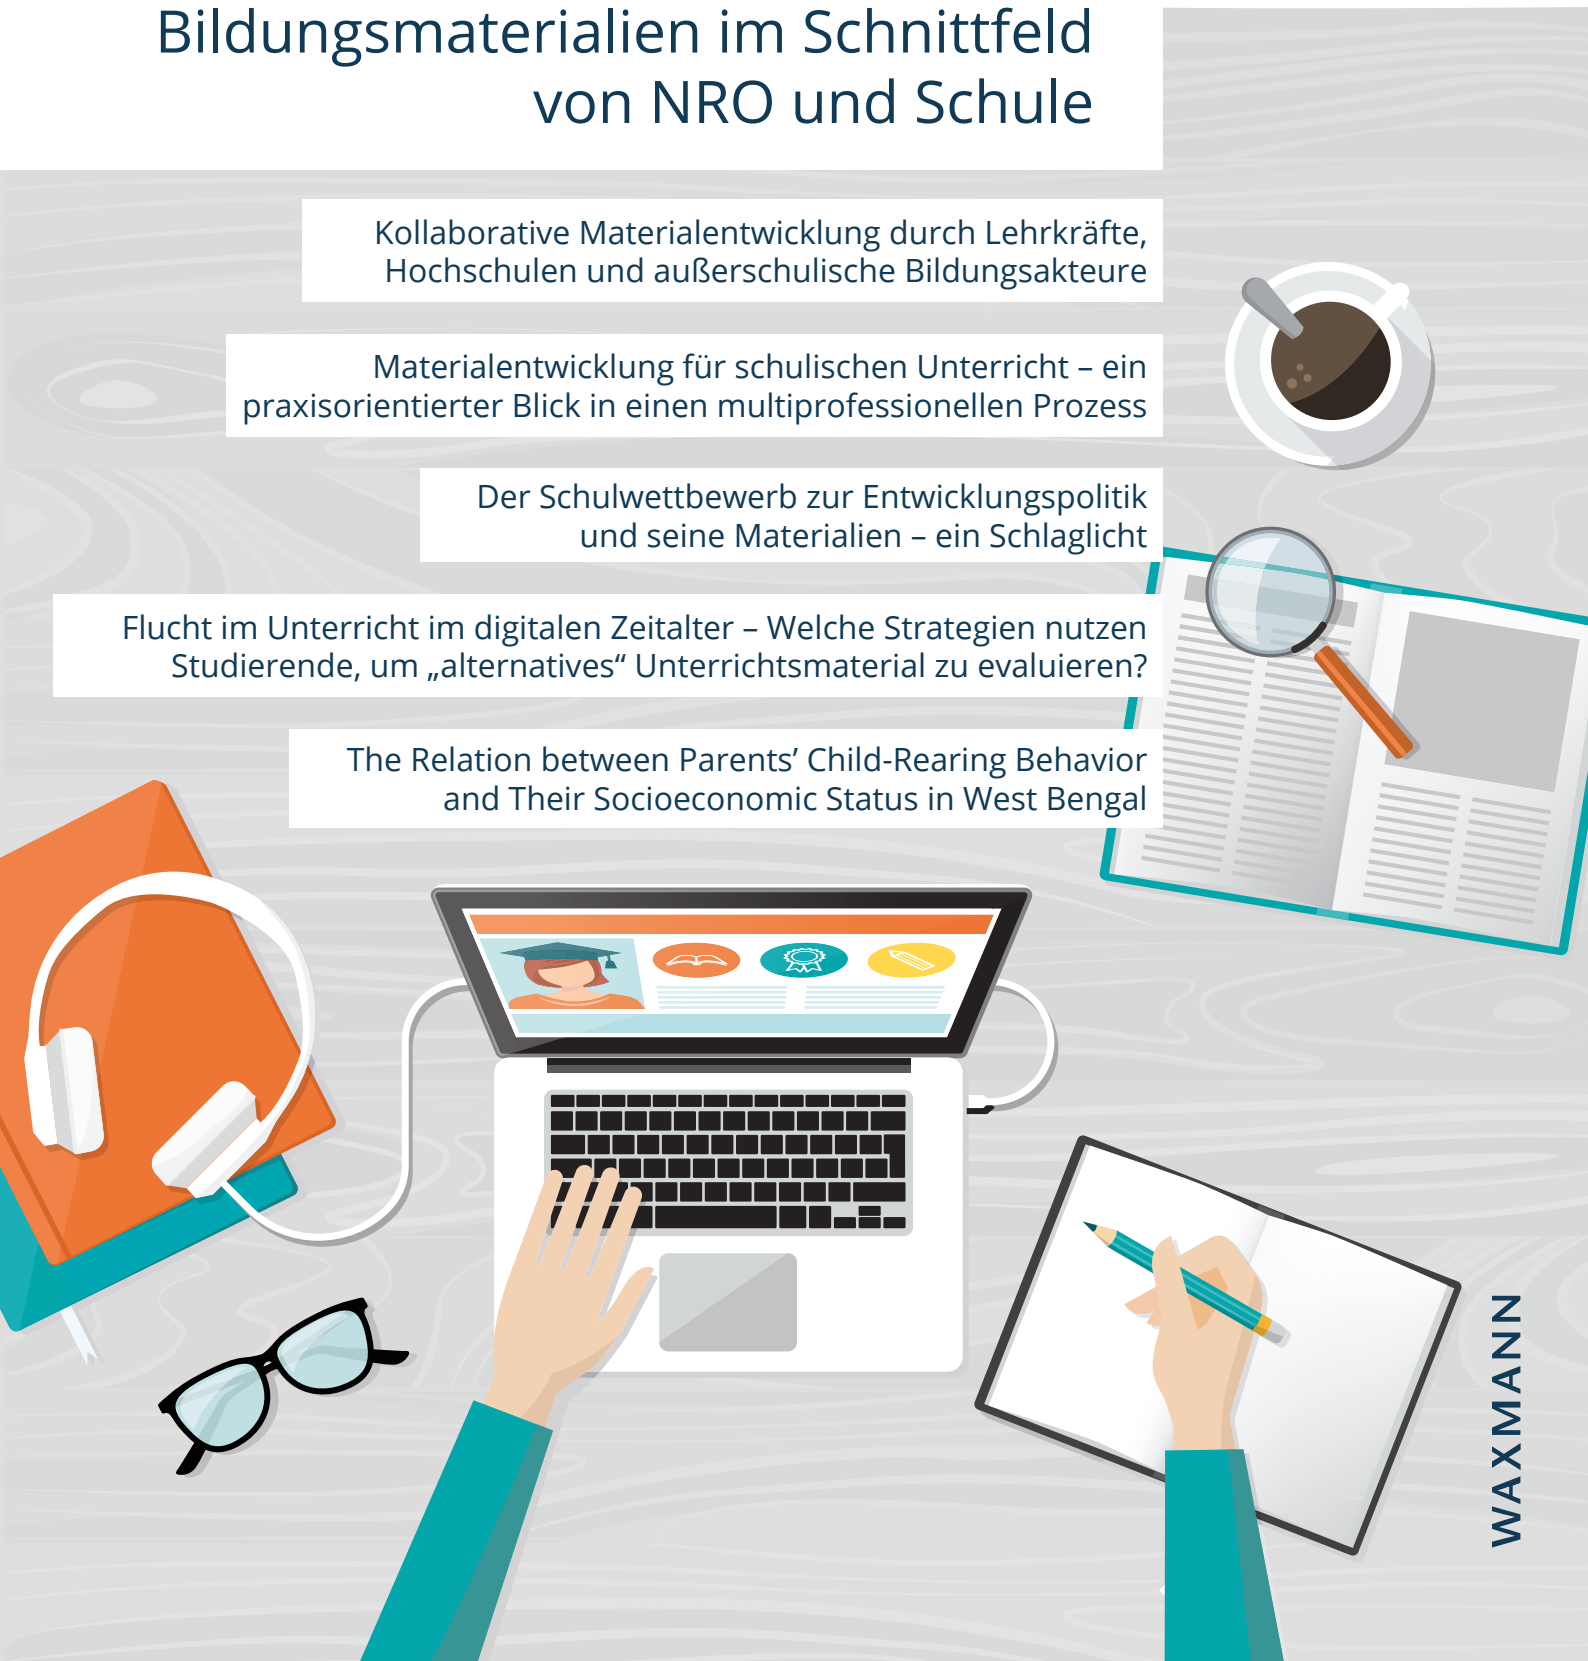 Bildungsmaterialien im Schnittfeld
von NRO und Schule
Kollaborative Materialentwicklung durch Lehrkräfte,
Hochschulen und außerschulische Bildungsakteure
Materialentwicklung für schulischen Unterricht – ein
praxisorientierter Blick in einen multiprofessionellen Prozess
Der Schulwettbewerb zur Entwicklungspolitik
und seine Materialien – ein Schlaglicht
Flucht im Unterricht im digitalen Zeitalter – Welche Strategien nutzen
Studierende, um „alternatives“ Unterrichtsmaterial zu evaluieren?
The Relation between Parents’ Child-Rearing Behavior
and Their Socioeconomic Status in West Bengal
WAXMANN